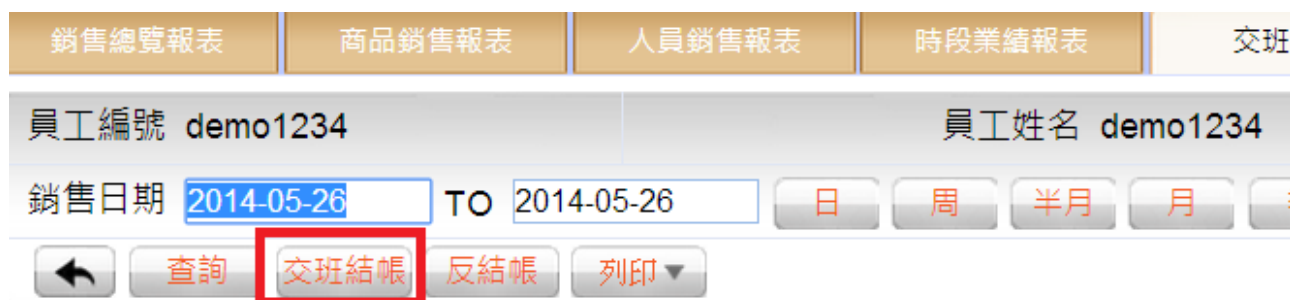 銷售總覽報表 商品銷售報表 人員銷售報表 時段業績報表 交班
員工編號 demo1234 員工姓名 demo1234
銷售日期 2014-05-26 TO 2014-05-26 日 周 半月 月
查詢 交班結帳 反結帳 列印▼